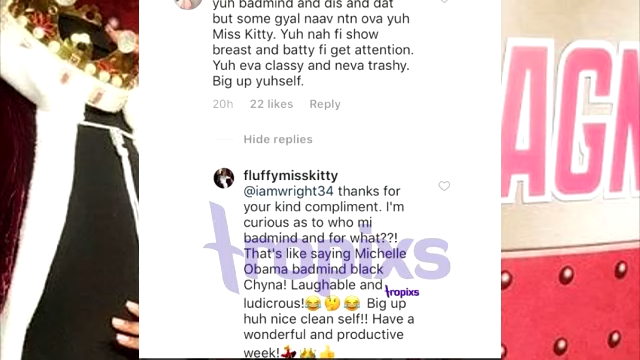 yuh badmind and dis and dat
but some gyal naav ntn ova yuh
Miss Kitty. Yuh nah fi show
breast and batty fi get attention.
Yuh eva classy and neva trashy.
Big up yuhself.
20h 22 likes Reply
Hide replies
fluffymisskitty
@iamwright34 thanks for
your kind compliment. I'm
curious as to who mi
badmind and for what??!
That's like saying Michelle
Obama badmind black
Chyna! Laughable and
ludicrous!😂🤔😂 Big up
huh nice clean self!! Have a
wonderful and productive
week!💃👑👍
tropixs
tropixs
AGN